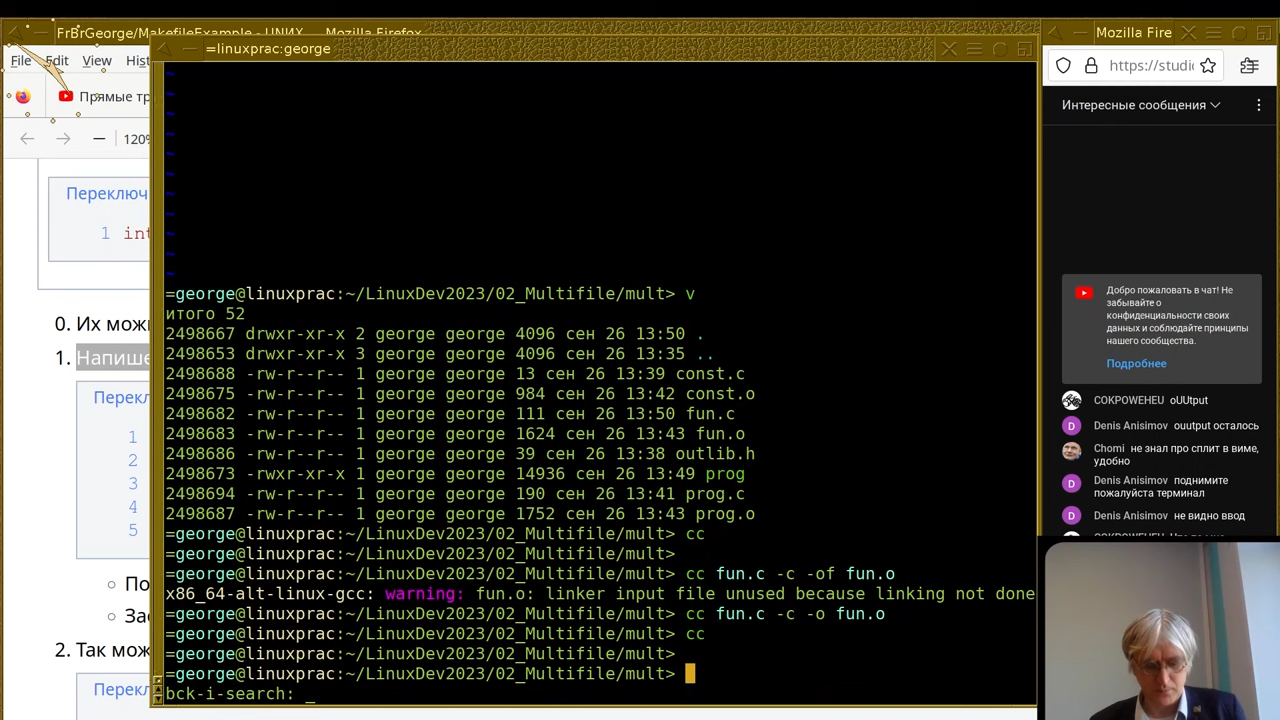 FrBrGeorge/MakefileExample - UNИX — Mozilla Firefox
=linuxprac:george
Mozilla Fire
File Edit View Hist
https://studio
Прямые тр
120%
Интересные сообщения
Переключ
1 int
=george@linuxprac:~/LinuxDev2023/02_Multifile/mult> v
итого 52
2498667 drwxr-xr-x 2 george george 4096 сен 26 13:50 .
2498653 drwxr-xr-x 3 george george 4096 сен 26 13:35 ..
2498688 -rw-r--r-- 1 george george 13 сен 26 13:39 const.c
2498675 -rw-r--r-- 1 george george 984 сен 26 13:42 const.o
2498682 -rw-r--r-- 1 george george 111 сен 26 13:50 fun.c
2498683 -rw-r--r-- 1 george george 1624 сен 26 13:43 fun.o
2498686 -rw-r--r-- 1 george george 39 сен 26 13:38 outlib.h
2498673 -rwxr-xr-x 1 george george 14936 сен 26 13:49 prog
2498694 -rw-r--r-- 1 george george 190 сен 26 13:41 prog.c
2498687 -rw-r--r-- 1 george george 1752 сен 26 13:43 prog.o
=george@linuxprac:~/LinuxDev2023/02_Multifile/mult> cc
=george@linuxprac:~/LinuxDev2023/02_Multifile/mult>
=george@linuxprac:~/LinuxDev2023/02_Multifile/mult> cc fun.c -c -of fun.o
x86_64-alt-linux-gcc: warning: fun.o: linker input file unused because linking not done
=george@linuxprac:~/LinuxDev2023/02_Multifile/mult> cc fun.c -c -o fun.o
=george@linuxprac:~/LinuxDev2023/02_Multifile/mult> cc
=george@linuxprac:~/LinuxDev2023/02_Multifile/mult>
=george@linuxprac:~/LinuxDev2023/02_Multifile/mult>
bck-i-search: _
0. Их можн
1. Напише
Перекл
1
2
3
4
5
По
Зас
2. Так мож
Перекл
Добро пожаловать в чат! Не
забывайте о
конфиденциальности своих
данных и соблюдайте принципы
нашего сообщества.
Подробнее
COKPOWEHEU oUUtput
Denis Anisimov ouutput осталось
Chomi не знал про сплит в виме,
удобно
Denis Anisimov поднимите
пожалуйста терминал
Denis Anisimov не видно ввод